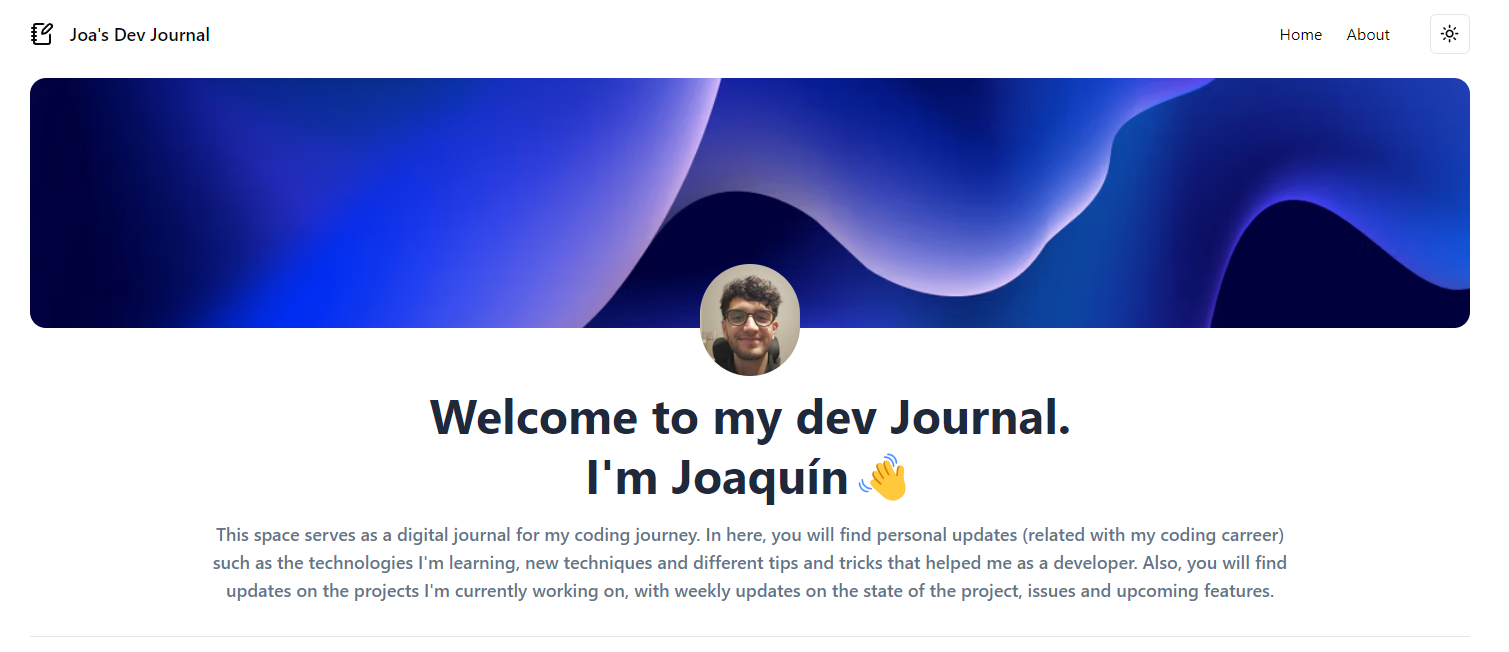 Joa's Dev Journal
Home
About
Welcome to my dev Journal.
I'm Joaquín 👋
This space serves as a digital journal for my coding journey. In here, you will find personal updates (related with my coding carreer)
such as the technologies I'm learning, new techniques and different tips and tricks that helped me as a developer. Also, you will find
updates on the projects I'm currently working on, with weekly updates on the state of the project, issues and upcoming features.